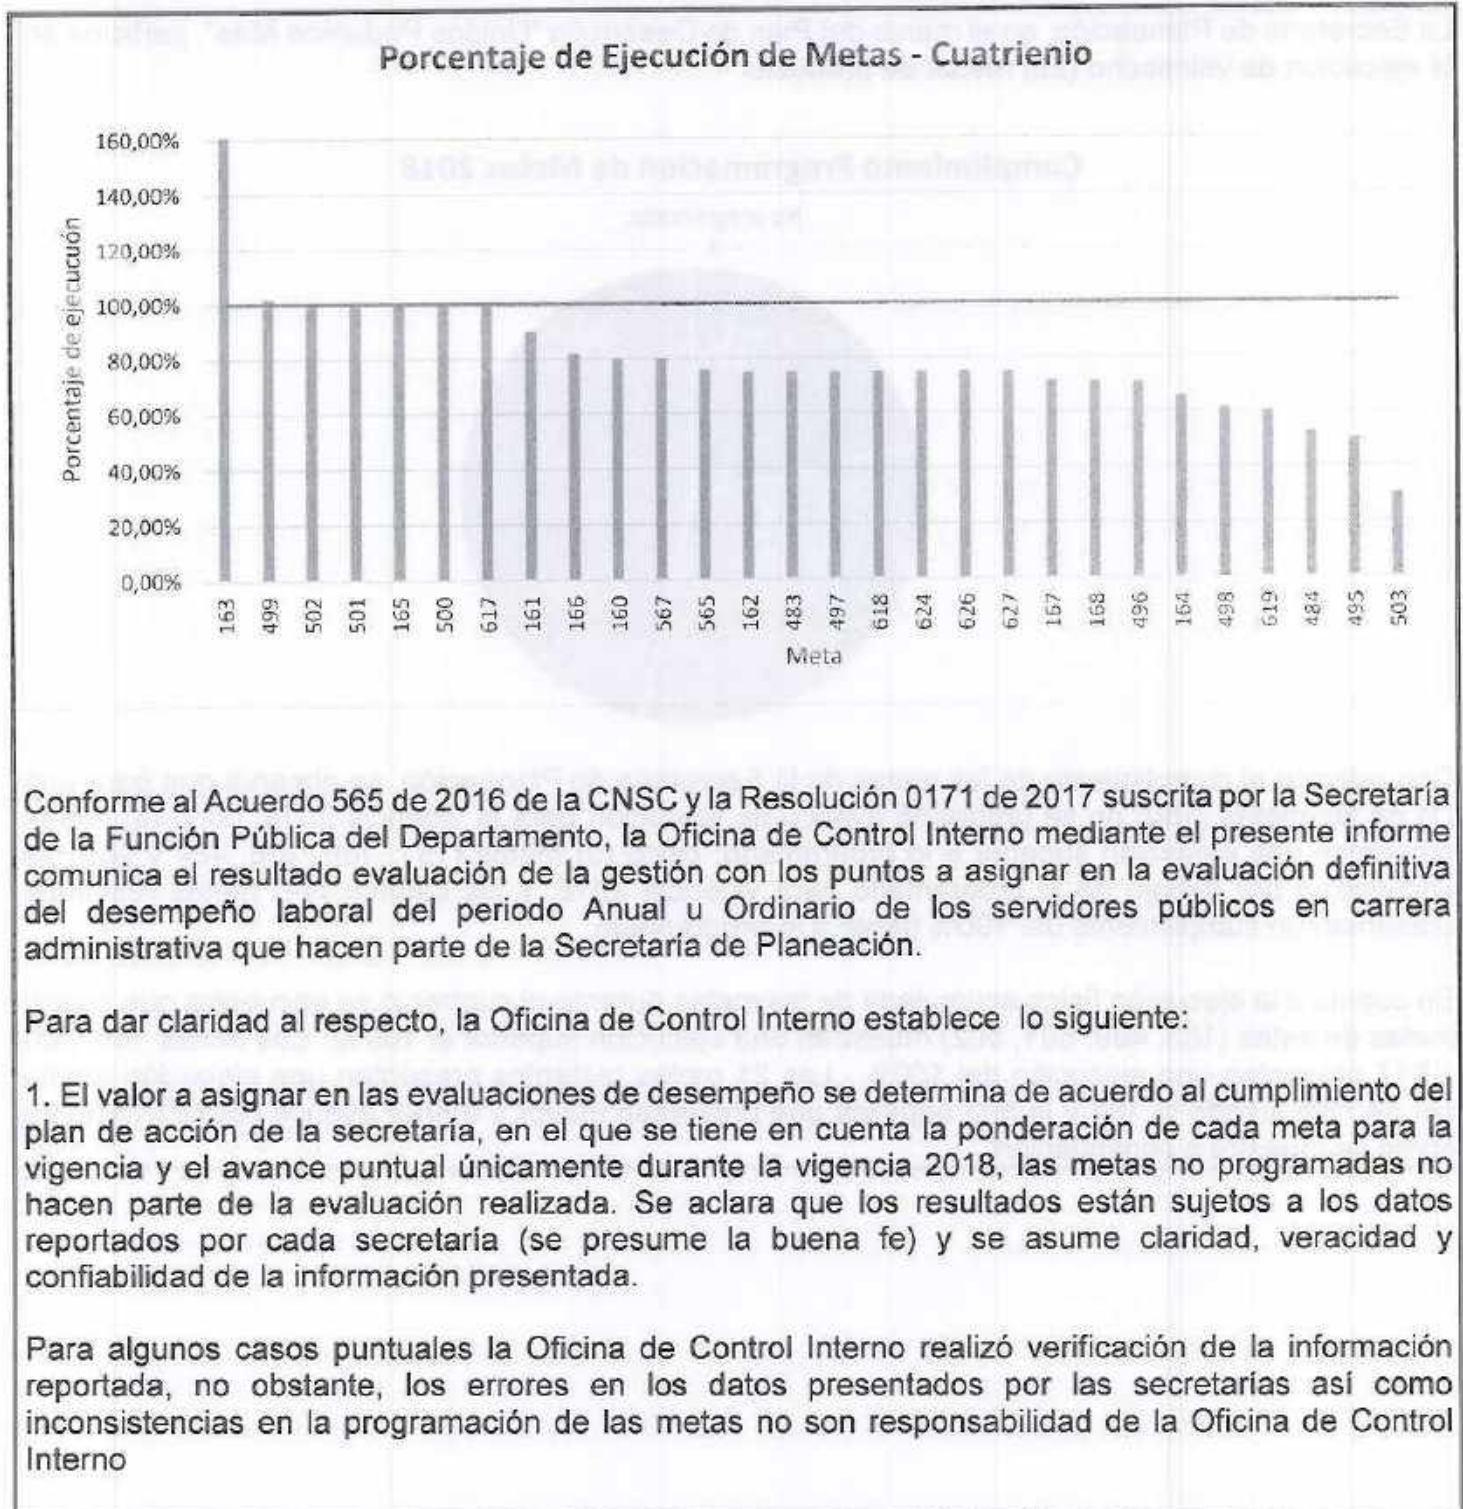 Porcentaje de Ejecución de Metas - Cuatrienio
160,00%
140,00%
120,00%
100,00%
80,00%
60,00%
40,00%
20,00%
0,00%
Porcentaje de ejecucuón
163 499 502 501 165 500 617 161 166 160 567 565 162 483 497 618 624 626 627 167 168 496 164 498 619 484 495 503
Meta
Conforme al Acuerdo 565 de 2016 de la CNSC y la Resolución 0171 de 2017 suscrita por la Secretaría
de la Función Pública del Departamento, la Oficina de Control Interno mediante el presente informe
comunica el resultado evaluación de la gestión con los puntos a asignar en la evaluación definitiva
del desempeño laboral del periodo Anual u Ordinario de los servidores públicos en carrera
administrativa que hacen parte de la Secretaría de Planeación.
Para dar claridad al respecto, la Oficina de Control Interno establece lo siguiente:
1. El valor a asignar en las evaluaciones de desempeño se determina de acuerdo al cumplimiento del
plan de acción de la secretaría, en el que se tiene en cuenta la ponderación de cada meta para la
vigencia y el avance puntual únicamente durante la vigencia 2018, las metas no programadas no
hacen parte de la evaluación realizada. Se aclara que los resultados están sujetos a los datos
reportados por cada secretaría (se presume la buena fe) y se asume claridad, veracidad y
confiabilidad de la información presentada.
Para algunos casos puntuales la Oficina de Control Interno realizó verificación de la información
reportada, no obstante, los errores en los datos presentados por las secretarías así como
inconsistencias en la programación de las metas no son responsabilidad de la Oficina de Control
Interno